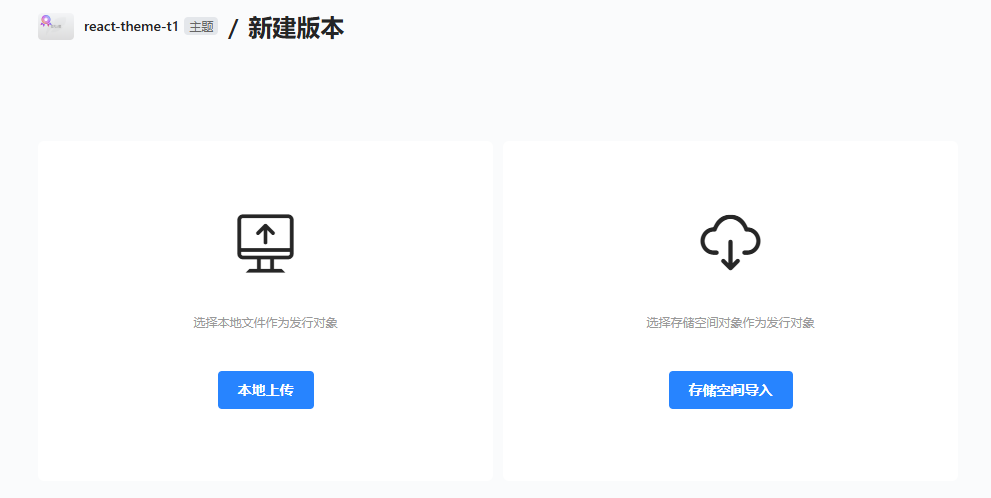 react-theme-t1 主题 / 新建版本
选择本地文件作为发行对象
本地上传
选择存储空间对象作为发行对象
存储空间导入